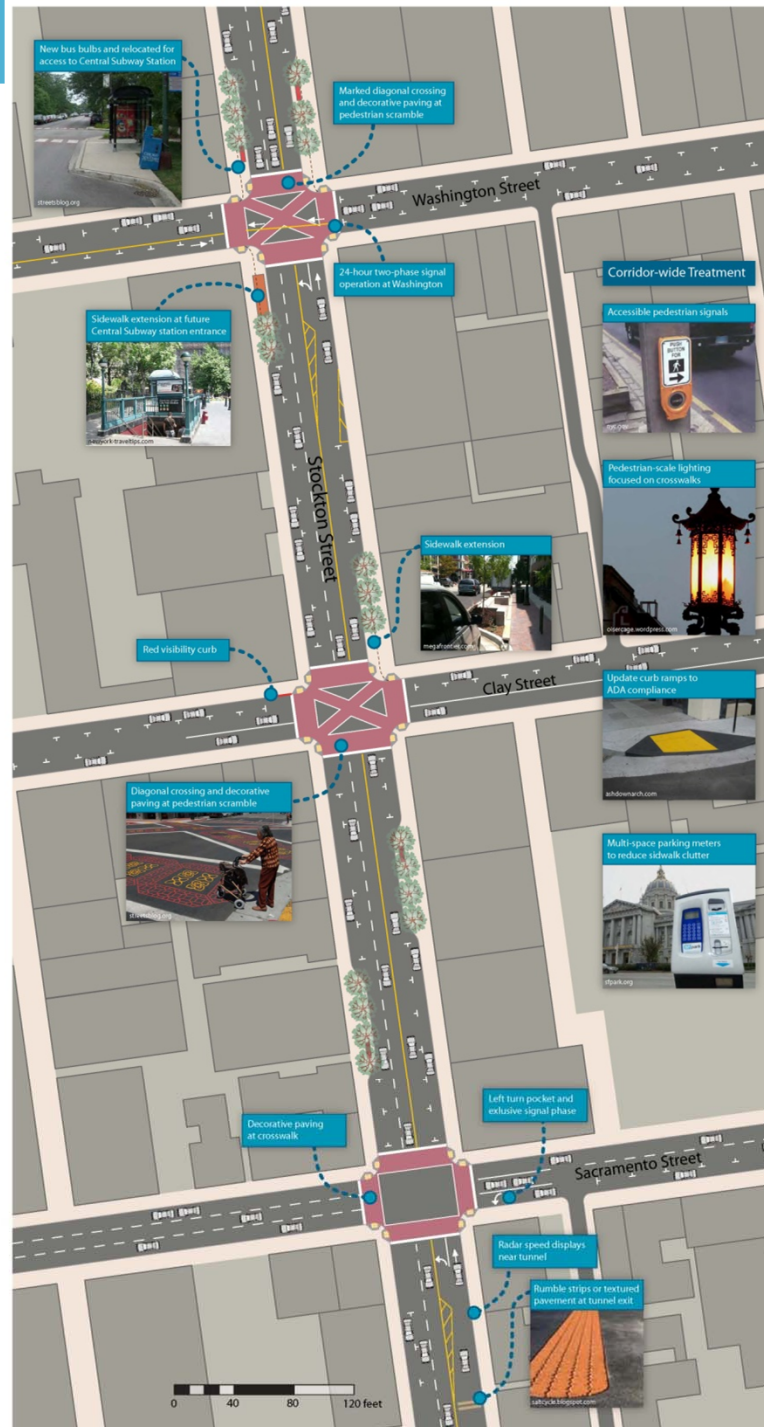 New bus bulbs and relocated for
access to Central Subway Station
streetsblog.org
Marked diagonal crossing
and decorative paving at
pedestrian scramble
Washington Street
24-hour two-phase signal
operation at Washington
Sidewalk extension at future
Central Subway station entrance
Corridor-wide Treatment
Accessible pedestrian signals
PUSH
BUTTON
FOR
Pedestrian-scale lighting
focused on crosswalks
Stockton Street
Sidewalk extension
Red visibility curb
Clay Street
Update curb ramps to
ADA compliance
ashdownarch.com
Diagonal crossing and decorative
paving at pedestrian scramble
streetsblog.org
Multi-space parking meters
to reduce sidwalk clutter
sfpark.org
Decorative paving
at crosswalk
Left turn pocket and
exlusive signal phase
Sacramento Street
Radar speed displays
near tunnel
Rumble strips or textured
pavement at tunnel exit
0 40 80 120 feet